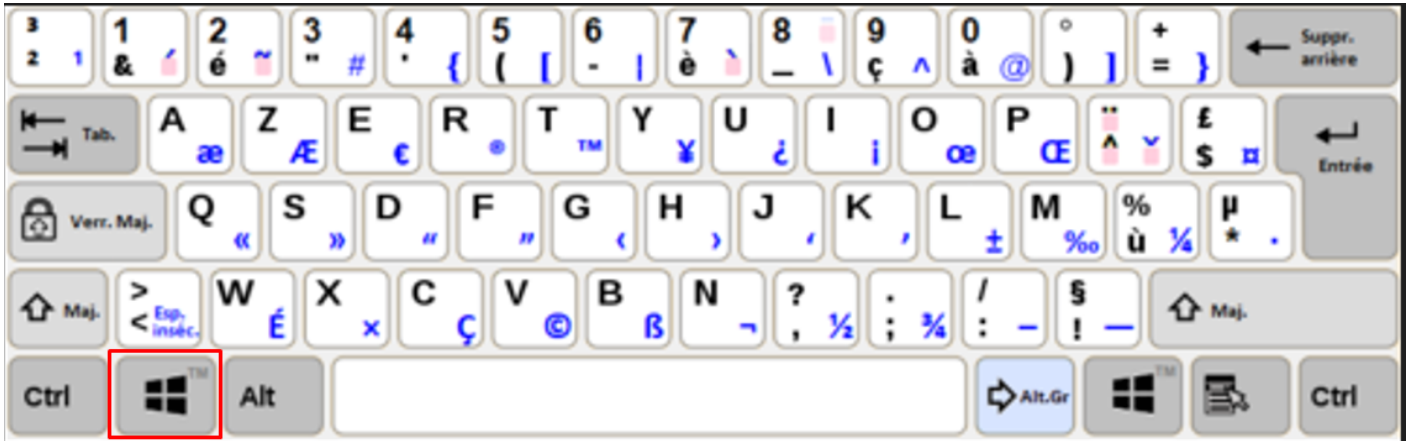 ³ 1 2 3 4 5 6 7 8 ¯ 9 0 ° + Suppr.
² ¹ & ´ é ~ " # ' { ( [ - | è ` _ \ ç ^ à @ ) ] = } arrière
Tab. A Z E R T Y U I O P ¨ £
æ Æ € ® ™ ¥ ¿ ¡ œ Œ ^ ˇ $ ¤ Entrée
Verr. Maj. Q S D F G H J K L M % µ
« » “ ” ‹ › ‘ ’ ± ‰ ù ¼ * ·
Maj. > W X C V B N ? . / § Maj.
< Esp. inséc. É × Ç © ß ¬ , ½ ; ¾ : – ! —
Ctrl TM Alt Alt.Gr TM Ctrl